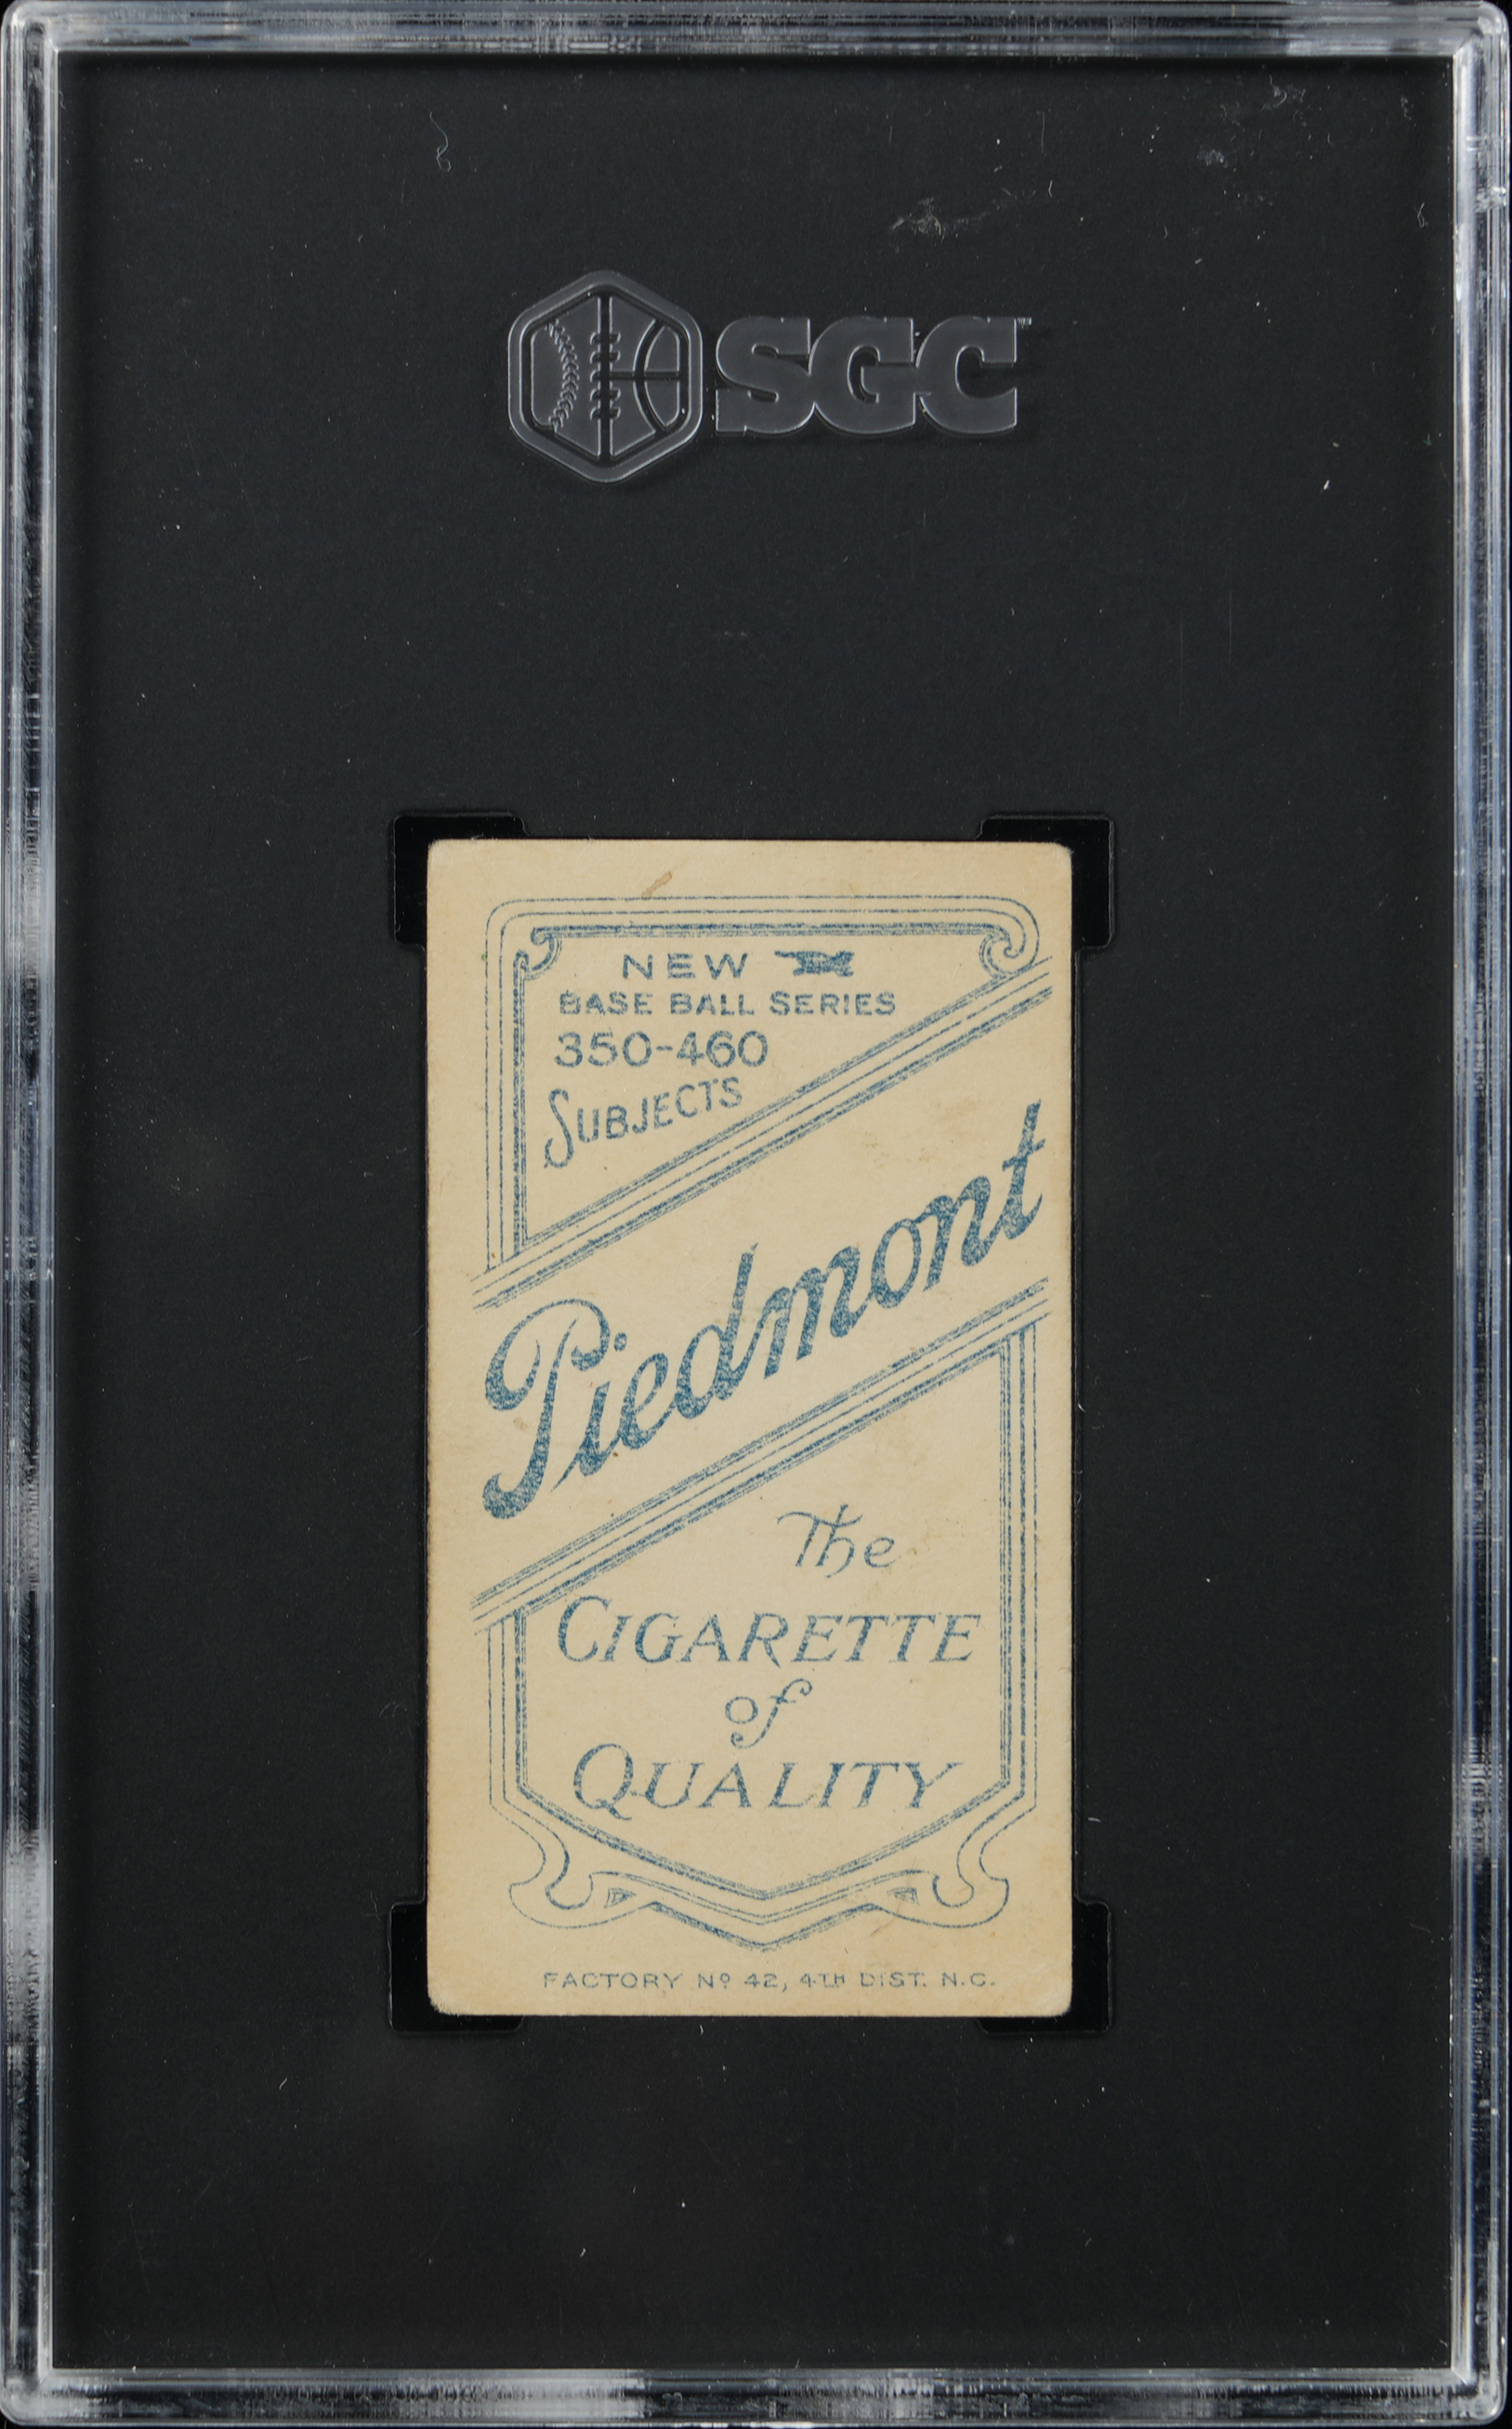 SGC
NEW
BASE BALL SERIES
350-460
SUBJECTS
Piedmont
The
CIGARETTE
of
QUALITY
FACTORY Nº 42, 4TH DIST. N.C.